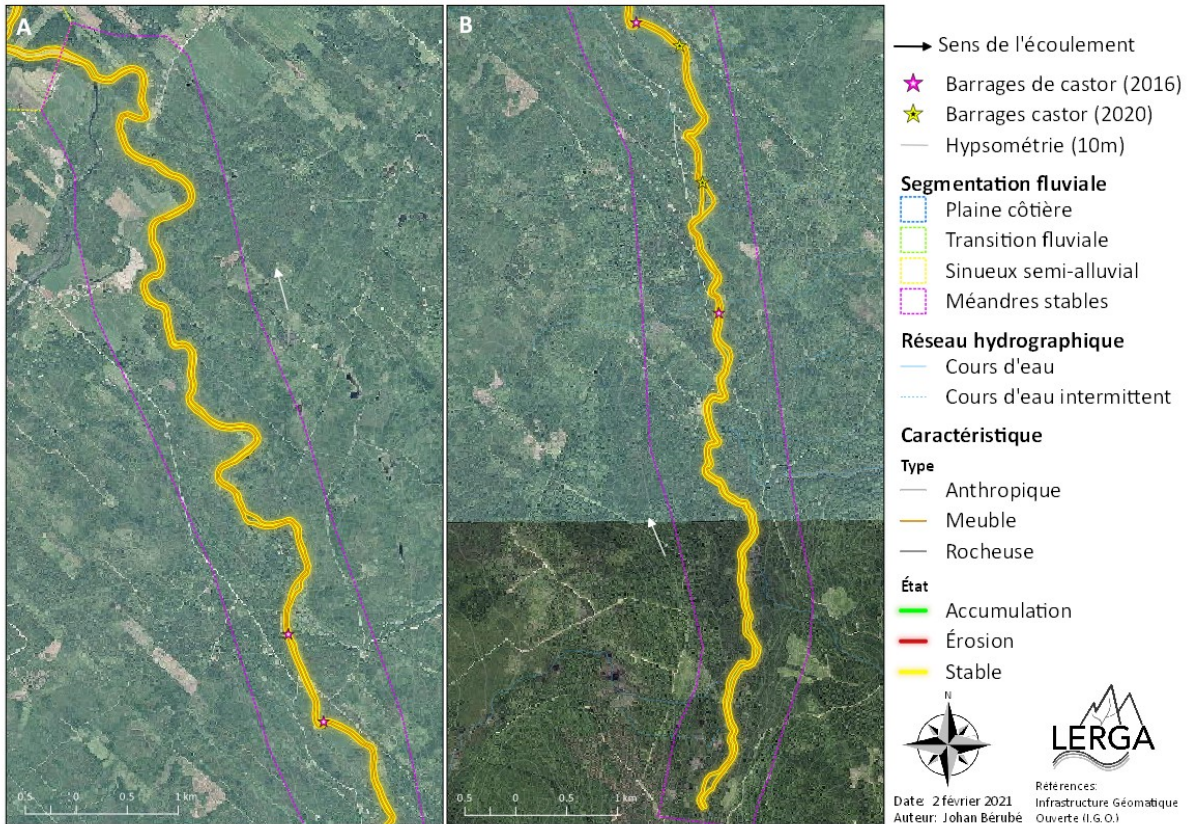 A
0.5 0 0.5 1 km
B
0.5 0 0.5 1 km
Sens de l'écoulement
Barrages de castor (2016)
Barrages castor (2020)
Hypsométrie (10m)
Segmentation fluviale
Plaine côtière
Transition fluviale
Sinueux semi-alluvial
Méandres stables
Réseau hydrographique
Cours d'eau
Cours d'eau intermittent
Caractéristique
Type
Anthropique
Meuble
Rocheuse
État
Accumulation
Érosion
Stable
N
LERGA
Date: 2 février 2021
Auteur: Johan Bérubé
Références:
Infrastructure Géomatique
Ouverte (I.G.O.)